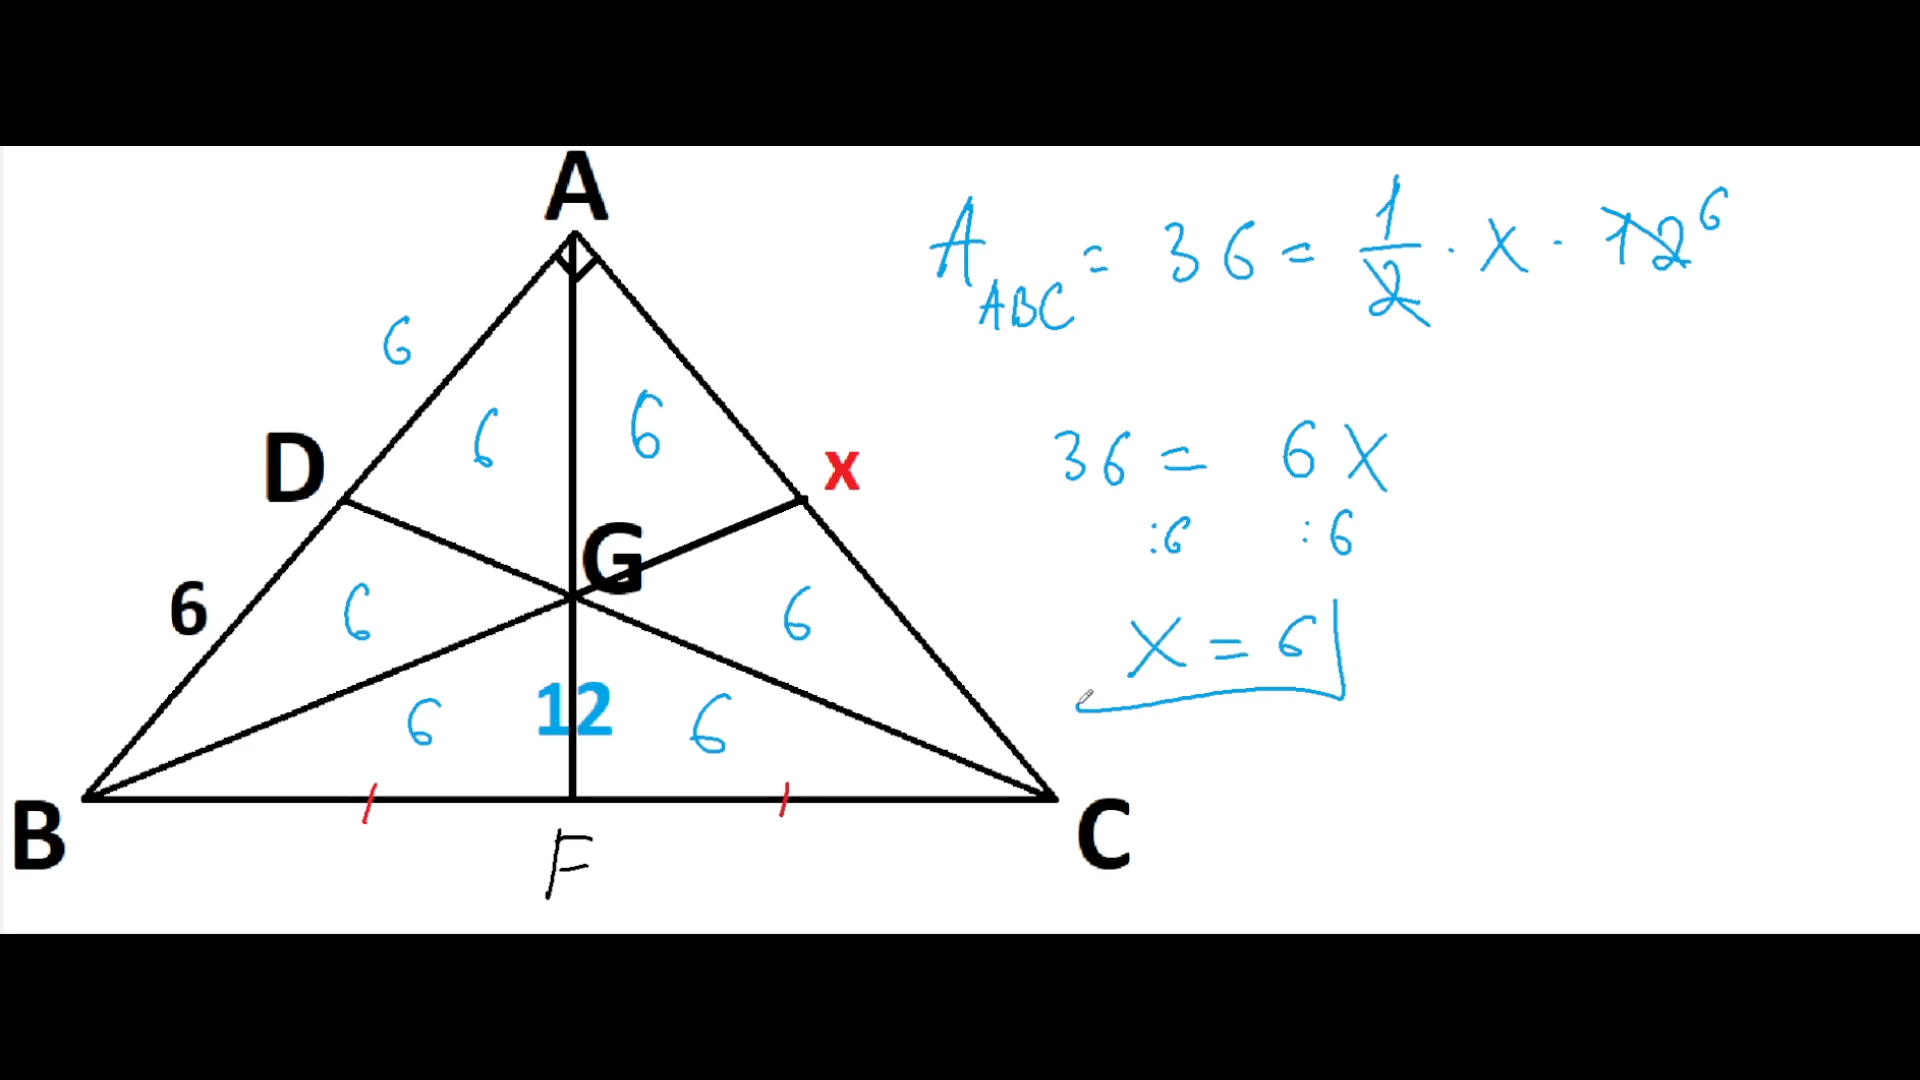 A
A ABC = 36 = 1/2 · x · 12 6
6
6
6
D
x
36 = 6x
:6 :6
G
6
6
6
x = 6
12
6
6
B
C
F